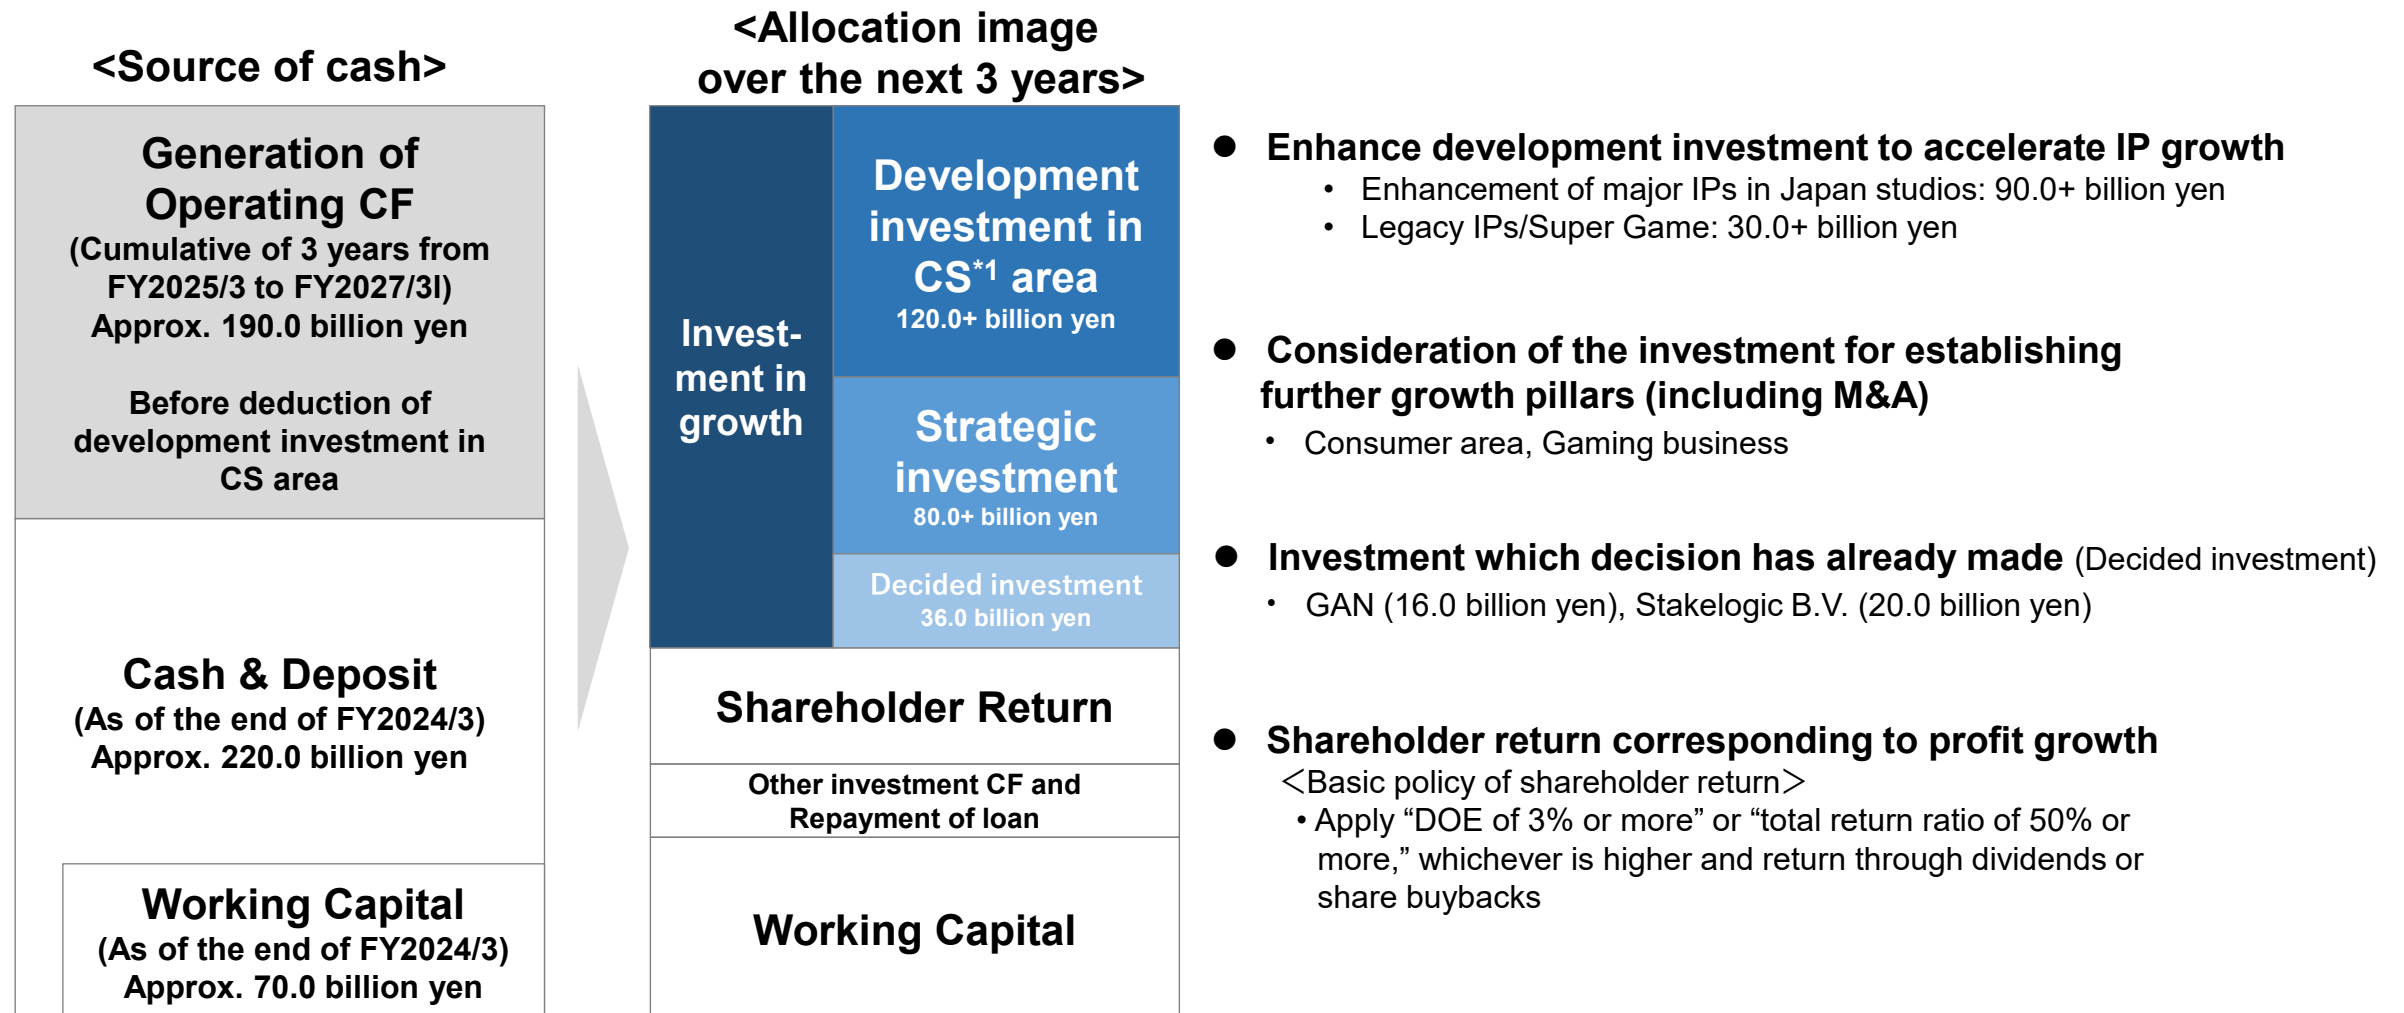 <Source of cash>
Generation of
Operating CF
(Cumulative of 3 years from
FY2025/3 to FY2027/3l)
Approx. 190.0 billion yen
Before deduction of
development investment in
CS area
Cash & Deposit
(As of the end of FY2024/3)
Approx. 220.0 billion yen
Working Capital
(As of the end of FY2024/3)
Approx. 70.0 billion yen
<Allocation image
over the next 3 years>
Invest-
ment in
growth
Development
investment in
CS*1 area
120.0+ billion yen
Strategic
investment
80.0+ billion yen
Decided investment
36.0 billion yen
Shareholder Return
Other investment CF and
Repayment of loan
Working Capital
● Enhance development investment to accelerate IP growth
• Enhancement of major IPs in Japan studios: 90.0+ billion yen
• Legacy IPs/Super Game: 30.0+ billion yen
● Consideration of the investment for establishing
further growth pillars (including M&A)
• Consumer area, Gaming business
● Investment which decision has already made (Decided investment)
• GAN (16.0 billion yen), Stakelogic B.V. (20.0 billion yen)
● Shareholder return corresponding to profit growth
<Basic policy of shareholder return>
• Apply “DOE of 3% or more” or “total return ratio of 50% or
more,” whichever is higher and return through dividends or
share buybacks